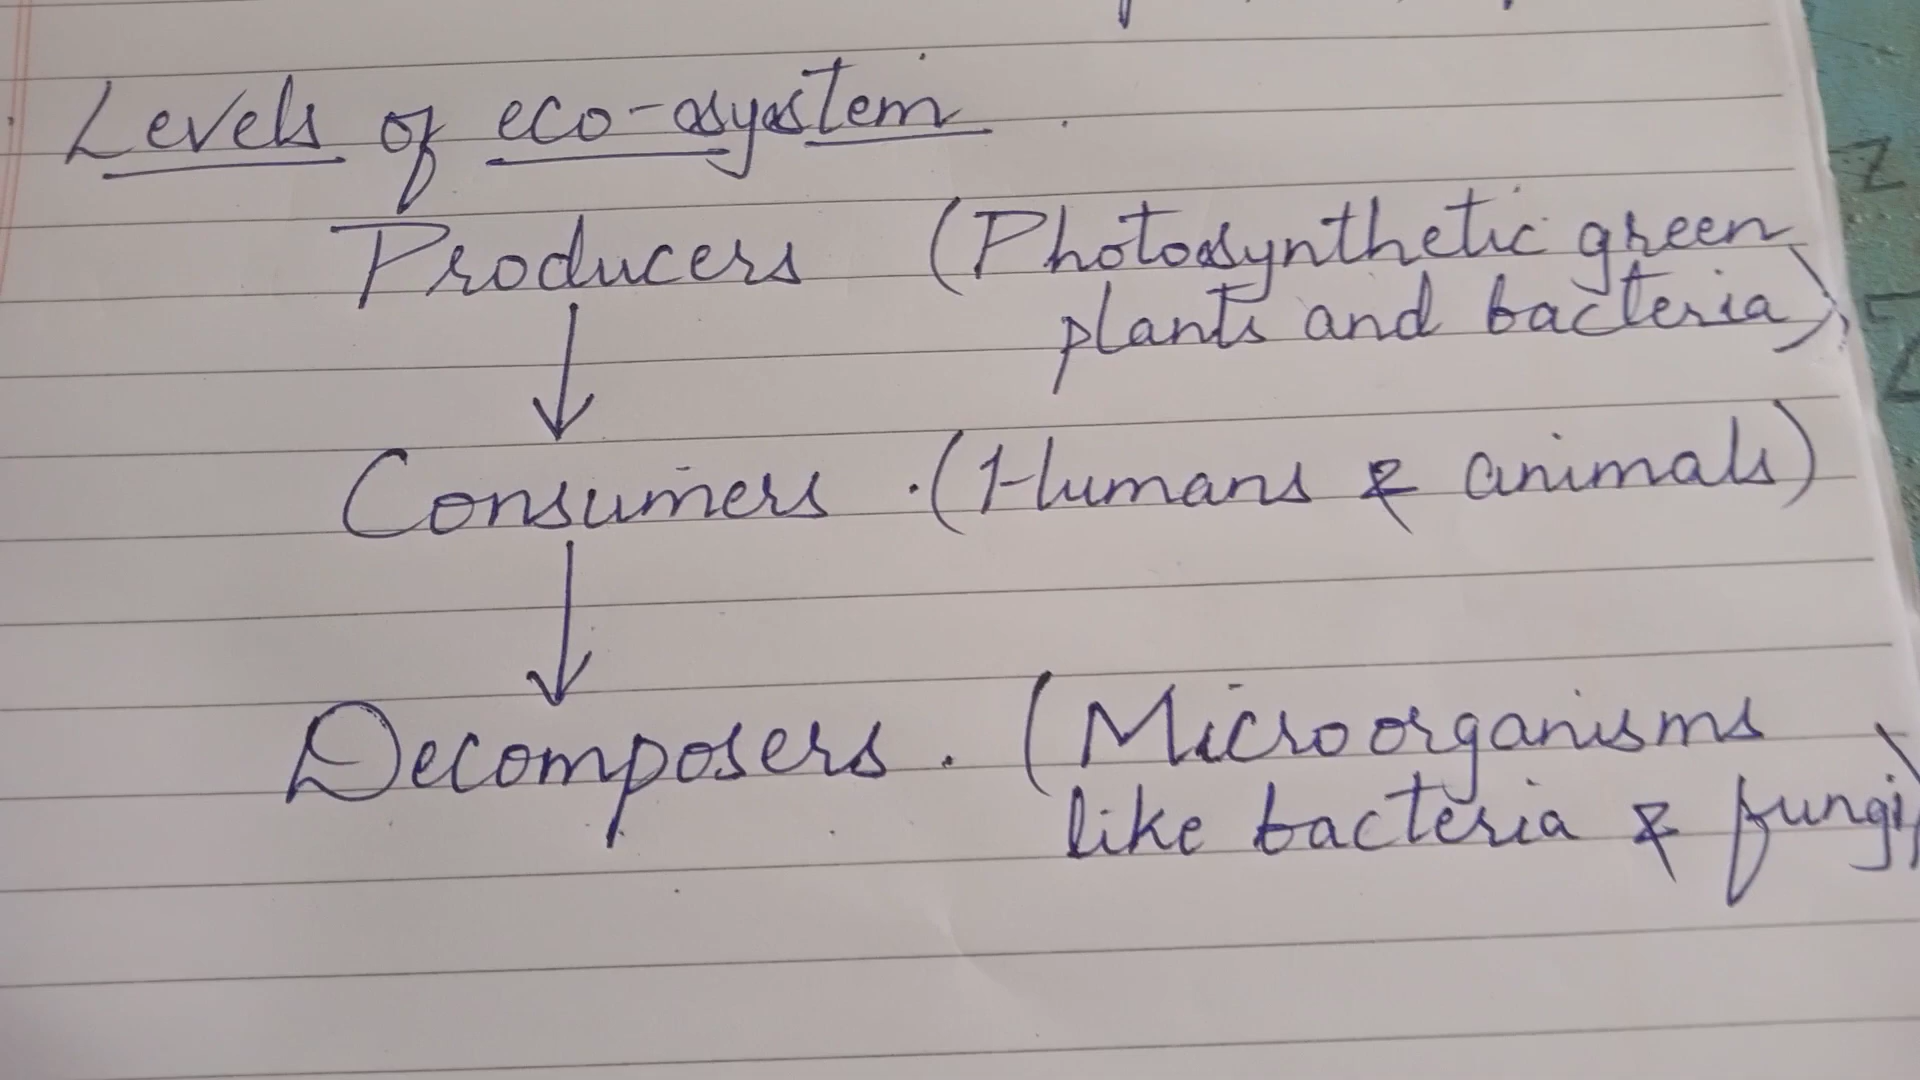 Levels of eco-system
Producers (Photosynthetic green
plants and bacteria)
Consumers (Humans & animals)
Decomposers. (Microorganisms
like bacteria & fungi)